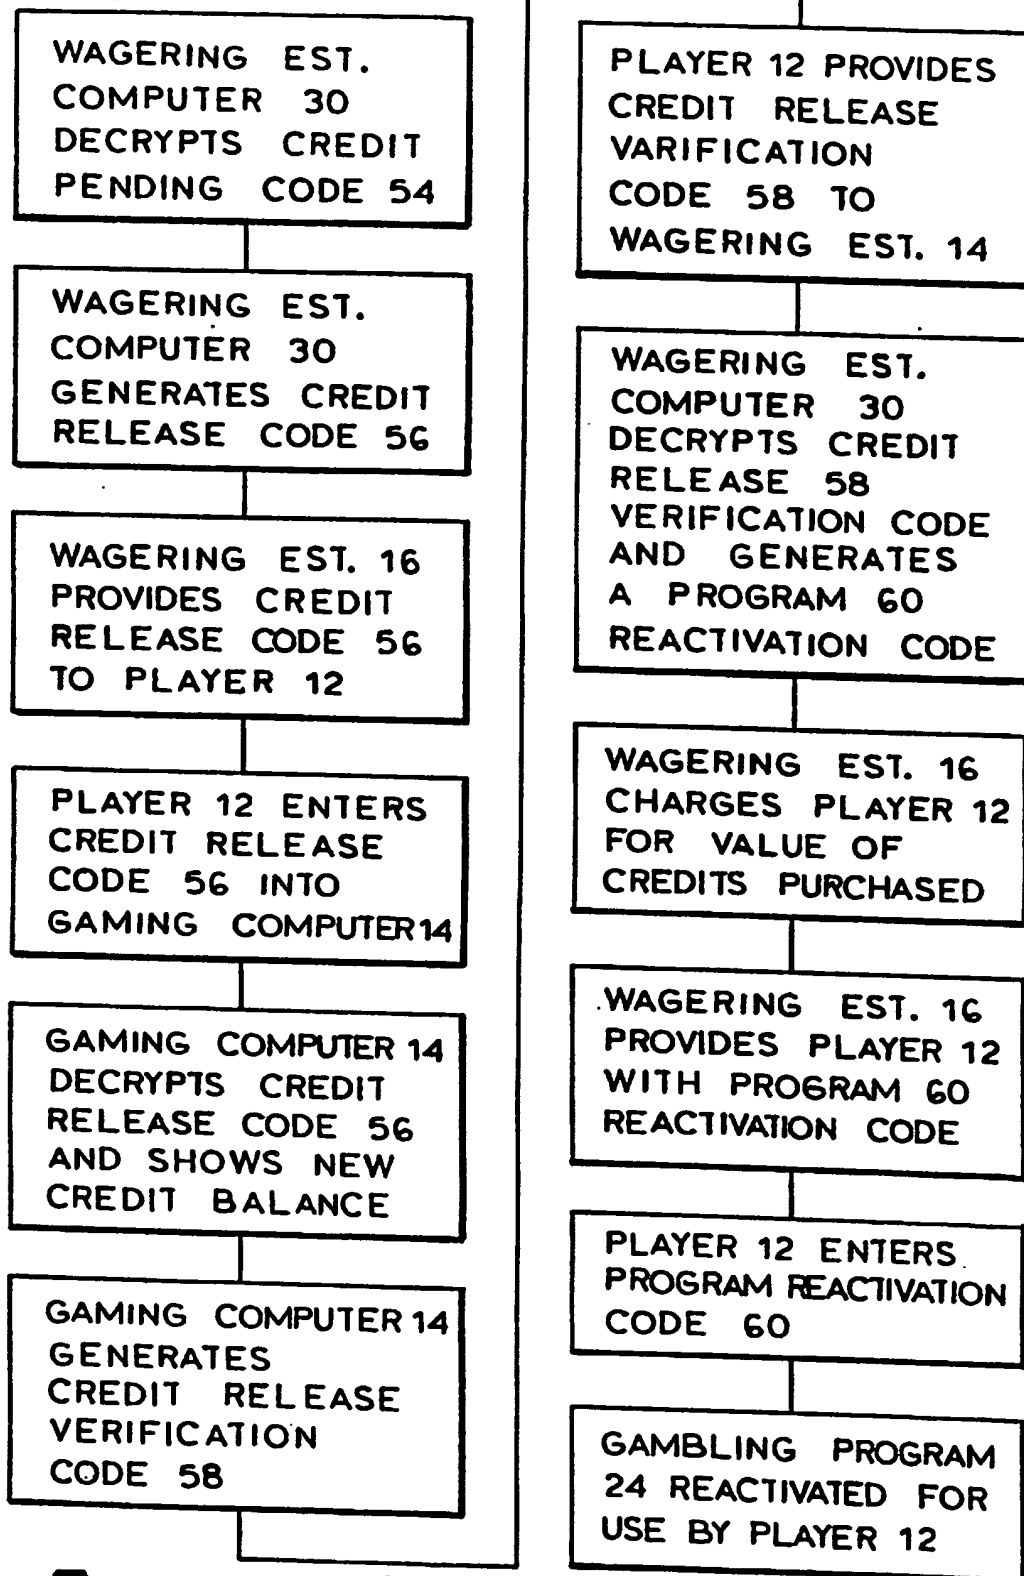 WAGERING EST.
COMPUTER 30
DECRYPTS CREDIT
PENDING CODE 54
WAGERING EST.
COMPUTER 30
GENERATES CREDIT
RELEASE CODE 56
WAGERING EST. 16
PROVIDES CREDIT
RELEASE CODE 56
TO PLAYER 12
PLAYER 12 ENTERS
CREDIT RELEASE
CODE 56 INTO
GAMING COMPUTER 14
GAMING COMPUTER 14
DECRYPTS CREDIT
RELEASE CODE 56
AND SHOWS NEW
CREDIT BALANCE
GAMING COMPUTER 14
GENERATES
CREDIT RELEASE
VERIFICATION
CODE 58
PLAYER 12 PROVIDES
CREDIT RELEASE
VARIFICATION
CODE 58 TO
WAGERING EST. 14
WAGERING EST.
COMPUTER 30
DECRYPTS CREDIT
RELEASE 58
VERIFICATION CODE
AND GENERATES
A PROGRAM 60
REACTIVATION CODE
WAGERING EST. 16
CHARGES PLAYER 12
FOR VALUE OF
CREDITS PURCHASED
WAGERING EST. 16
PROVIDES PLAYER 12
WITH PROGRAM 60
REACTIVATION CODE
PLAYER 12 ENTERS
PROGRAM REACTIVATION
CODE 60
GAMBLING PROGRAM
24 REACTIVATED FOR
USE BY PLAYER 12